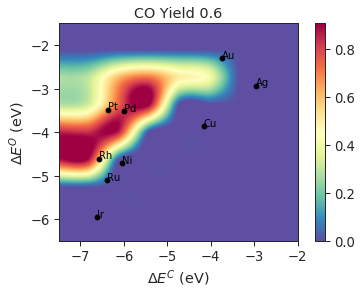 CO Yield 0.6
ΔE^O (eV)
−2
−3
−4
−5
−6
Au
Ag
Pt
Pd
Cu
Rh
Ni
Ru
Ir
−7 −6 −5 −4 −3 −2
ΔE^C (eV)
0.8
0.6
0.4
0.2
0.0